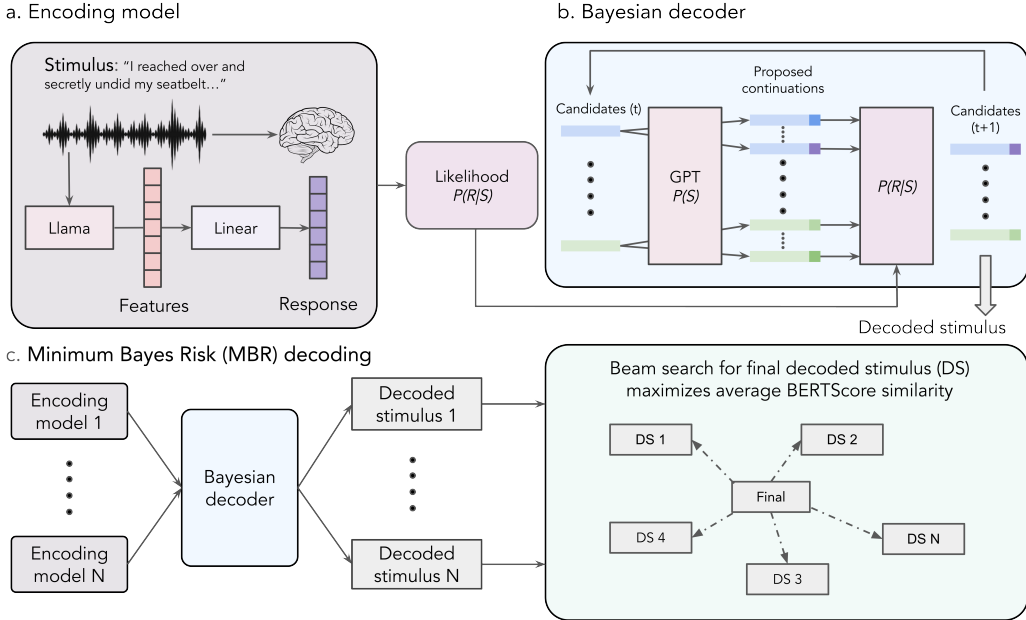 a. Encoding model
Stimulus: “I reached over and
secretly undid my seatbelt…”
Llama
Linear
Features
Response
Likelihood
P(R|S)
b. Bayesian decoder
Proposed
continuations
Candidates (t)
GPT
P(S)
P(R|S)
Candidates
(t+1)
Decoded stimulus
c. Minimum Bayes Risk (MBR) decoding
Encoding
model 1
Encoding
model N
Bayesian
decoder
Decoded
stimulus 1
Decoded
stimulus N
Beam search for final decoded stimulus (DS)
maximizes average BERTScore similarity
DS 1
DS 2
Final
DS 4
DS N
DS 3